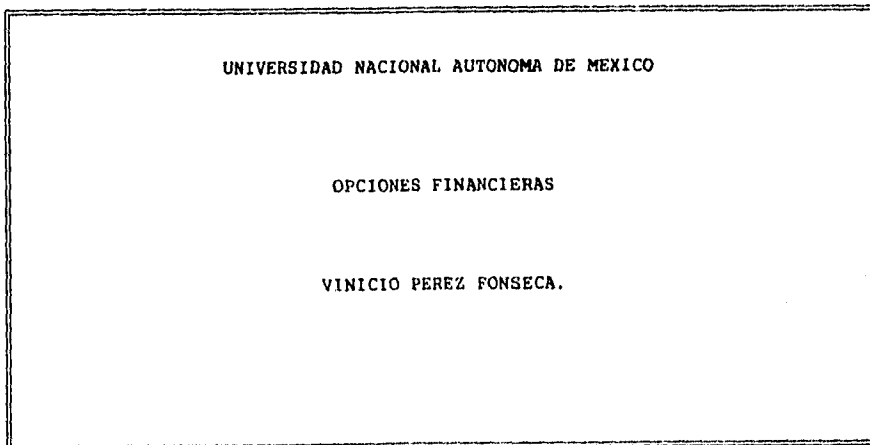 UNIVERSIDAD NACIONAL AUTONOMA DE MEXICO
OPCIONES FINANCIERAS
VINICIO PEREZ FONSECA.